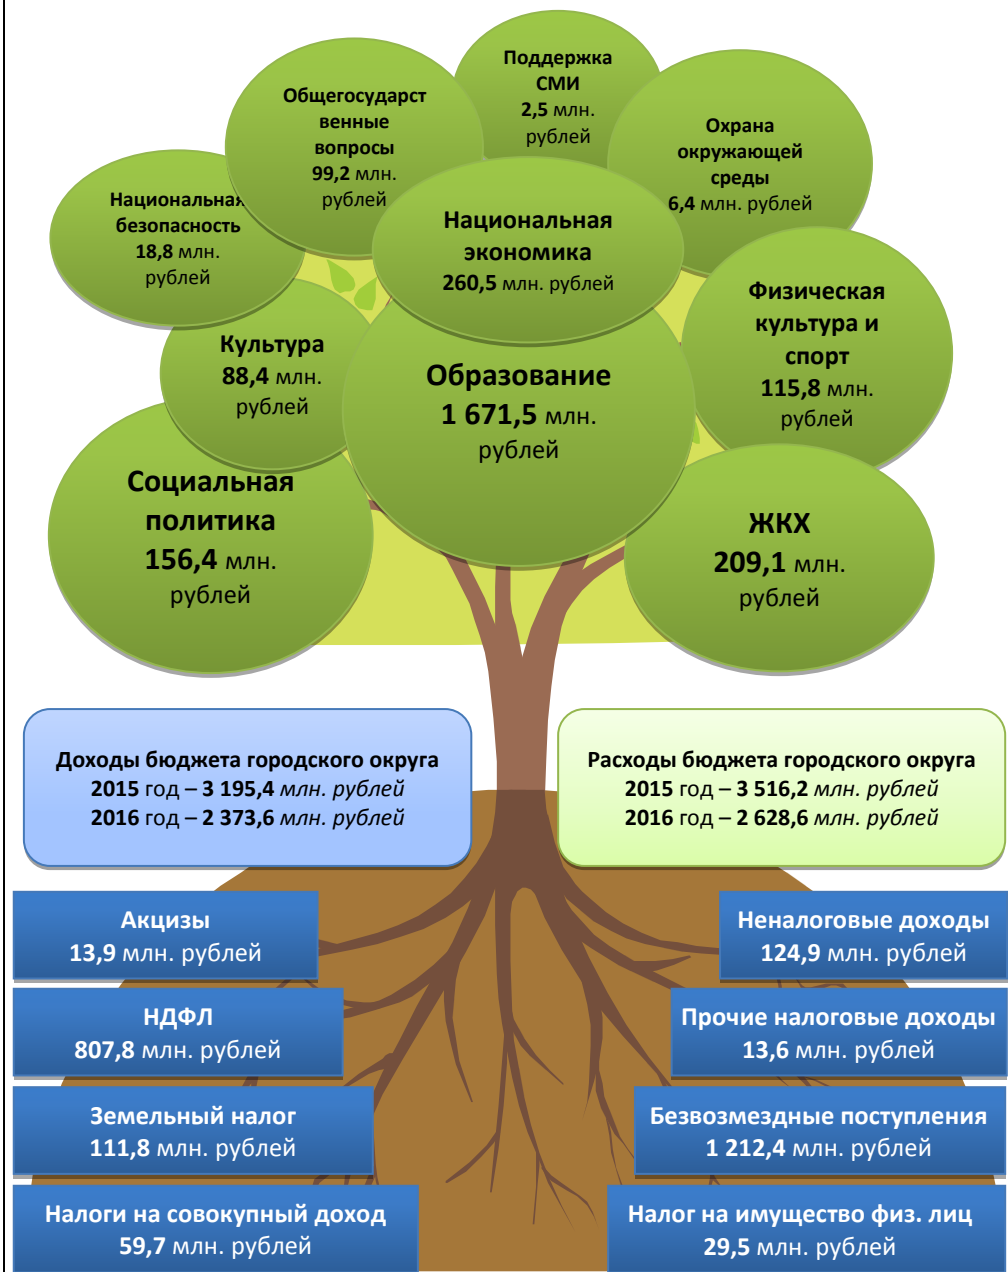 Поддержка
СМИ
2,5 млн.
рублей
Общегосударст
венные
вопросы
99,2 млн.
рублей
Охрана
окружающей
среды
6,4 млн. рублей
Национальная
безопасность
18,8 млн.
рублей
Национальная
экономика
260,5 млн. рублей
Физическая
культура и
спорт
115,8 млн.
рублей
Культура
88,4 млн.
рублей
Образование
1 671,5 млн.
рублей
Социальная
политика
156,4 млн.
рублей
ЖКХ
209,1 млн.
рублей
Доходы бюджета городского округа
2015 год – 3 195,4 млн. рублей
2016 год – 2 373,6 млн. рублей
Расходы бюджета городского округа
2015 год – 3 516,2 млн. рублей
2016 год – 2 628,6 млн. рублей
Акцизы
13,9 млн. рублей
Неналоговые доходы
124,9 млн. рублей
НДФЛ
807,8 млн. рублей
Прочие налоговые доходы
13,6 млн. рублей
Земельный налог
111,8 млн. рублей
Безвозмездные поступления
1 212,4 млн. рублей
Налоги на совокупный доход
59,7 млн. рублей
Налог на имущество физ. лиц
29,5 млн. рублей